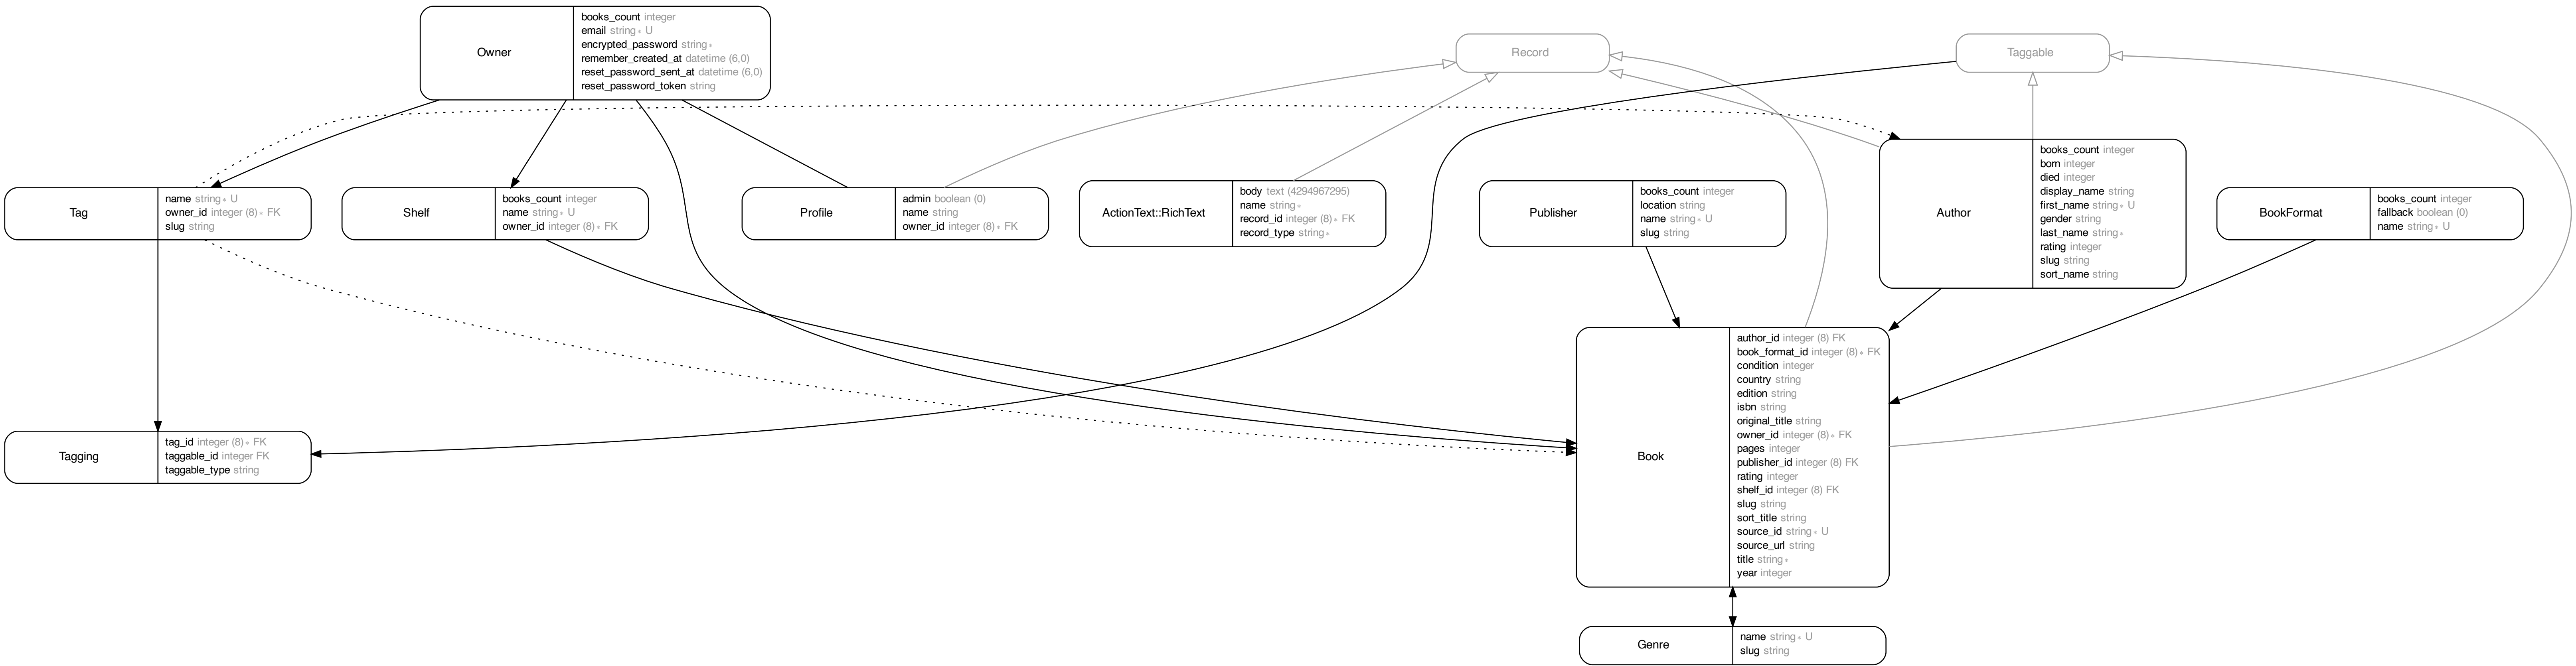 Owner
books_count integer
email string∗ U
encrypted_password string∗
remember_created_at datetime (6,0)
reset_password_sent_at datetime (6,0)
reset_password_token string
Record
Taggable
Tag
name string∗ U
owner_id integer (8)∗ FK
slug string
Shelf
books_count integer
name string∗ U
owner_id integer (8)∗ FK
Profile
admin boolean (0)
name string
owner_id integer (8)∗ FK
ActionText::RichText
body text (4294967295)
name string∗
record_id integer (8)∗ FK
record_type string∗
Publisher
books_count integer
location string
name string∗ U
slug string
Author
books_count integer
born integer
died integer
display_name string
first_name string∗ U
gender string
last_name string∗
rating integer
slug string
sort_name string
BookFormat
books_count integer
fallback boolean (0)
name string∗ U
Tagging
tag_id integer (8)∗ FK
taggable_id integer FK
taggable_type string
Book
author_id integer (8) FK
book_format_id integer (8)∗ FK
condition integer
country string
edition string
isbn string
original_title string
owner_id integer (8)∗ FK
pages integer
publisher_id integer (8) FK
rating integer
shelf_id integer (8) FK
slug string
sort_title string
source_id string∗ U
source_url string
title string∗
year integer
Genre
name string∗ U
slug string